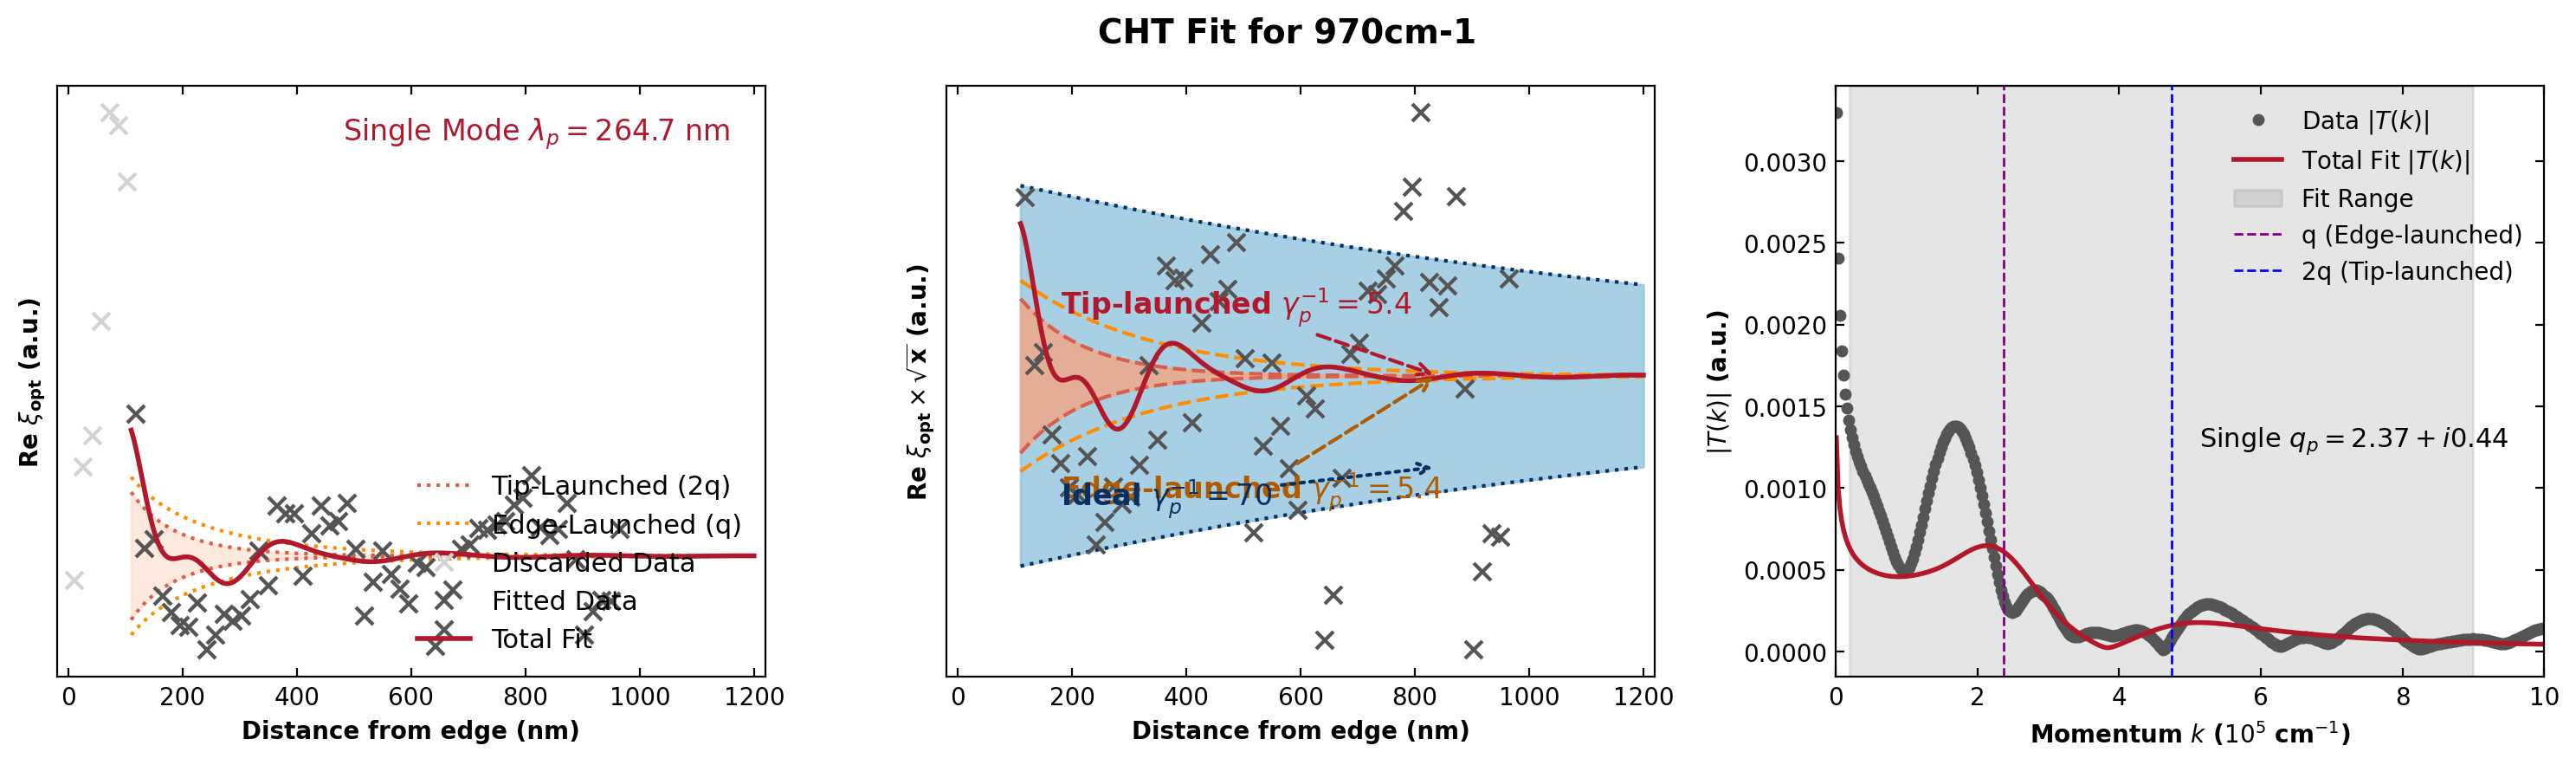 CHT Fit for 970cm-1
Re ξopt (a.u.)
Single Mode λp = 264.7 nm
Tip-Launched (2q)
Edge-Launched (q)
Discarded Data
Fitted Data
Total Fit
0 200 400 600 800 1000 1200
Distance from edge (nm)
Re ξopt × √x (a.u.)
Tip-launched γp⁻¹ = 5.4
Edge-launched γp⁻¹ = 5.4
Ideal γp⁻¹ = 70
0 200 400 600 800 1000 1200
Distance from edge (nm)
|T(k)| (a.u.)
0.0030
0.0025
0.0020
0.0015
0.0010
0.0005
0.0000
Data |T(k)|
Total Fit |T(k)|
Fit Range
q (Edge-launched)
2q (Tip-launched)
Single qp = 2.37 + i0.44
0 2 4 6 8 10
Momentum k (10⁵ cm⁻¹)